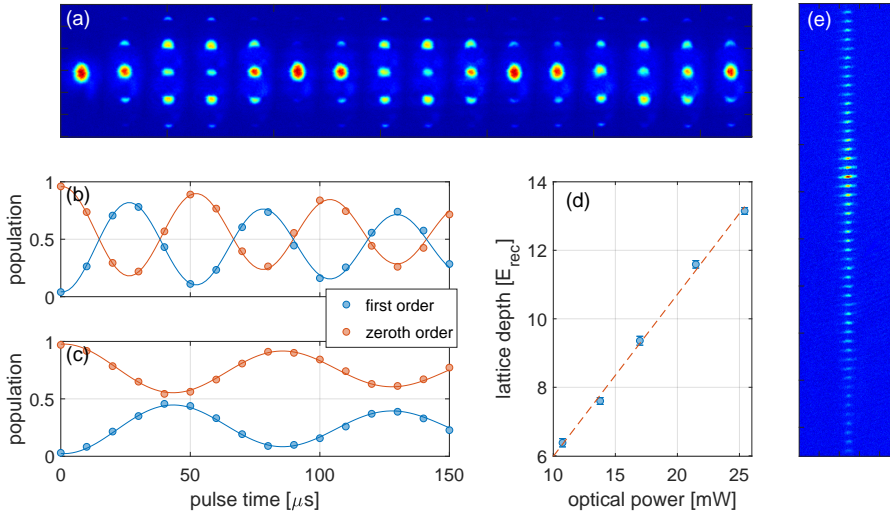 (a)
(e)
(b)
1
0.5
0
population
first order
zeroth order
(c)
1
0.5
0
population
0
50
100
150
pulse time [μs]
(d)
14
12
10
8
6
lattice depth [E_rec]
10
15
20
25
optical power [mW]